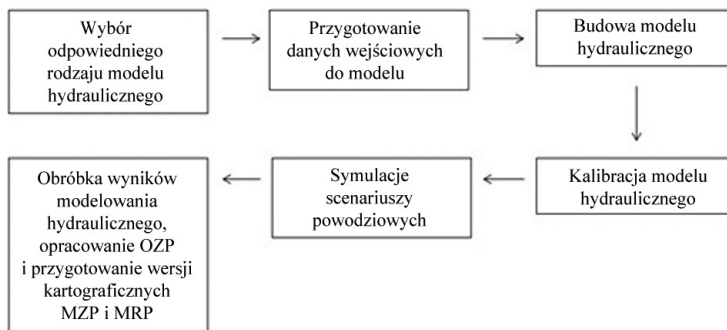 Wybór
odpowiedniego
rodzaju modelu
hydraulicznego
Przygotowanie
danych wejściowych
do modelu
Budowa modelu
hydraulicznego
Kalibracja modelu
hydraulicznego
Symulacje
scenariuszy
powodziowych
Obróbka wyników
modelowania
hydraulicznego,
opracowanie OZP
i przygotowanie wersji
kartograficznych
MZP i MRP